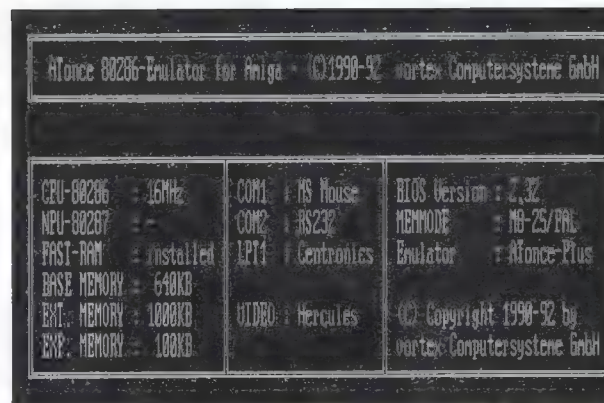 ATonce 80286-Emulator for Amiga (C)1990-92 vortex Computersysteme GmbH
CPU-80286 : 16MHz
NPU-80287 :
FAST-RAM : installed
BASE MEMORY : 640KB
EXT. MEMORY : 1000KB
EXP. MEMORY : 100KB
COM1 : MS Mouse
COM2 : RS232
LPT1 : Centronics
VIDEO : Hercules
BIOS Version : 2.32
MEMMODE : MB-25/FAL
Emulator : ATonce-Plus
(C) Copyright 1990-92 by
vortex Computersysteme GmbH